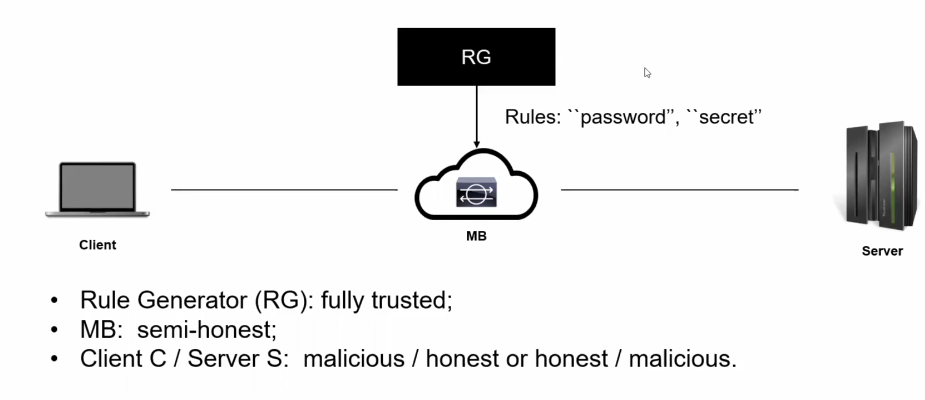 RG
Rules: ``password’’, ``secret’’
MB
Client
Server
• Rule Generator (RG): fully trusted;
• MB: semi-honest;
• Client C / Server S: malicious / honest or honest / malicious.